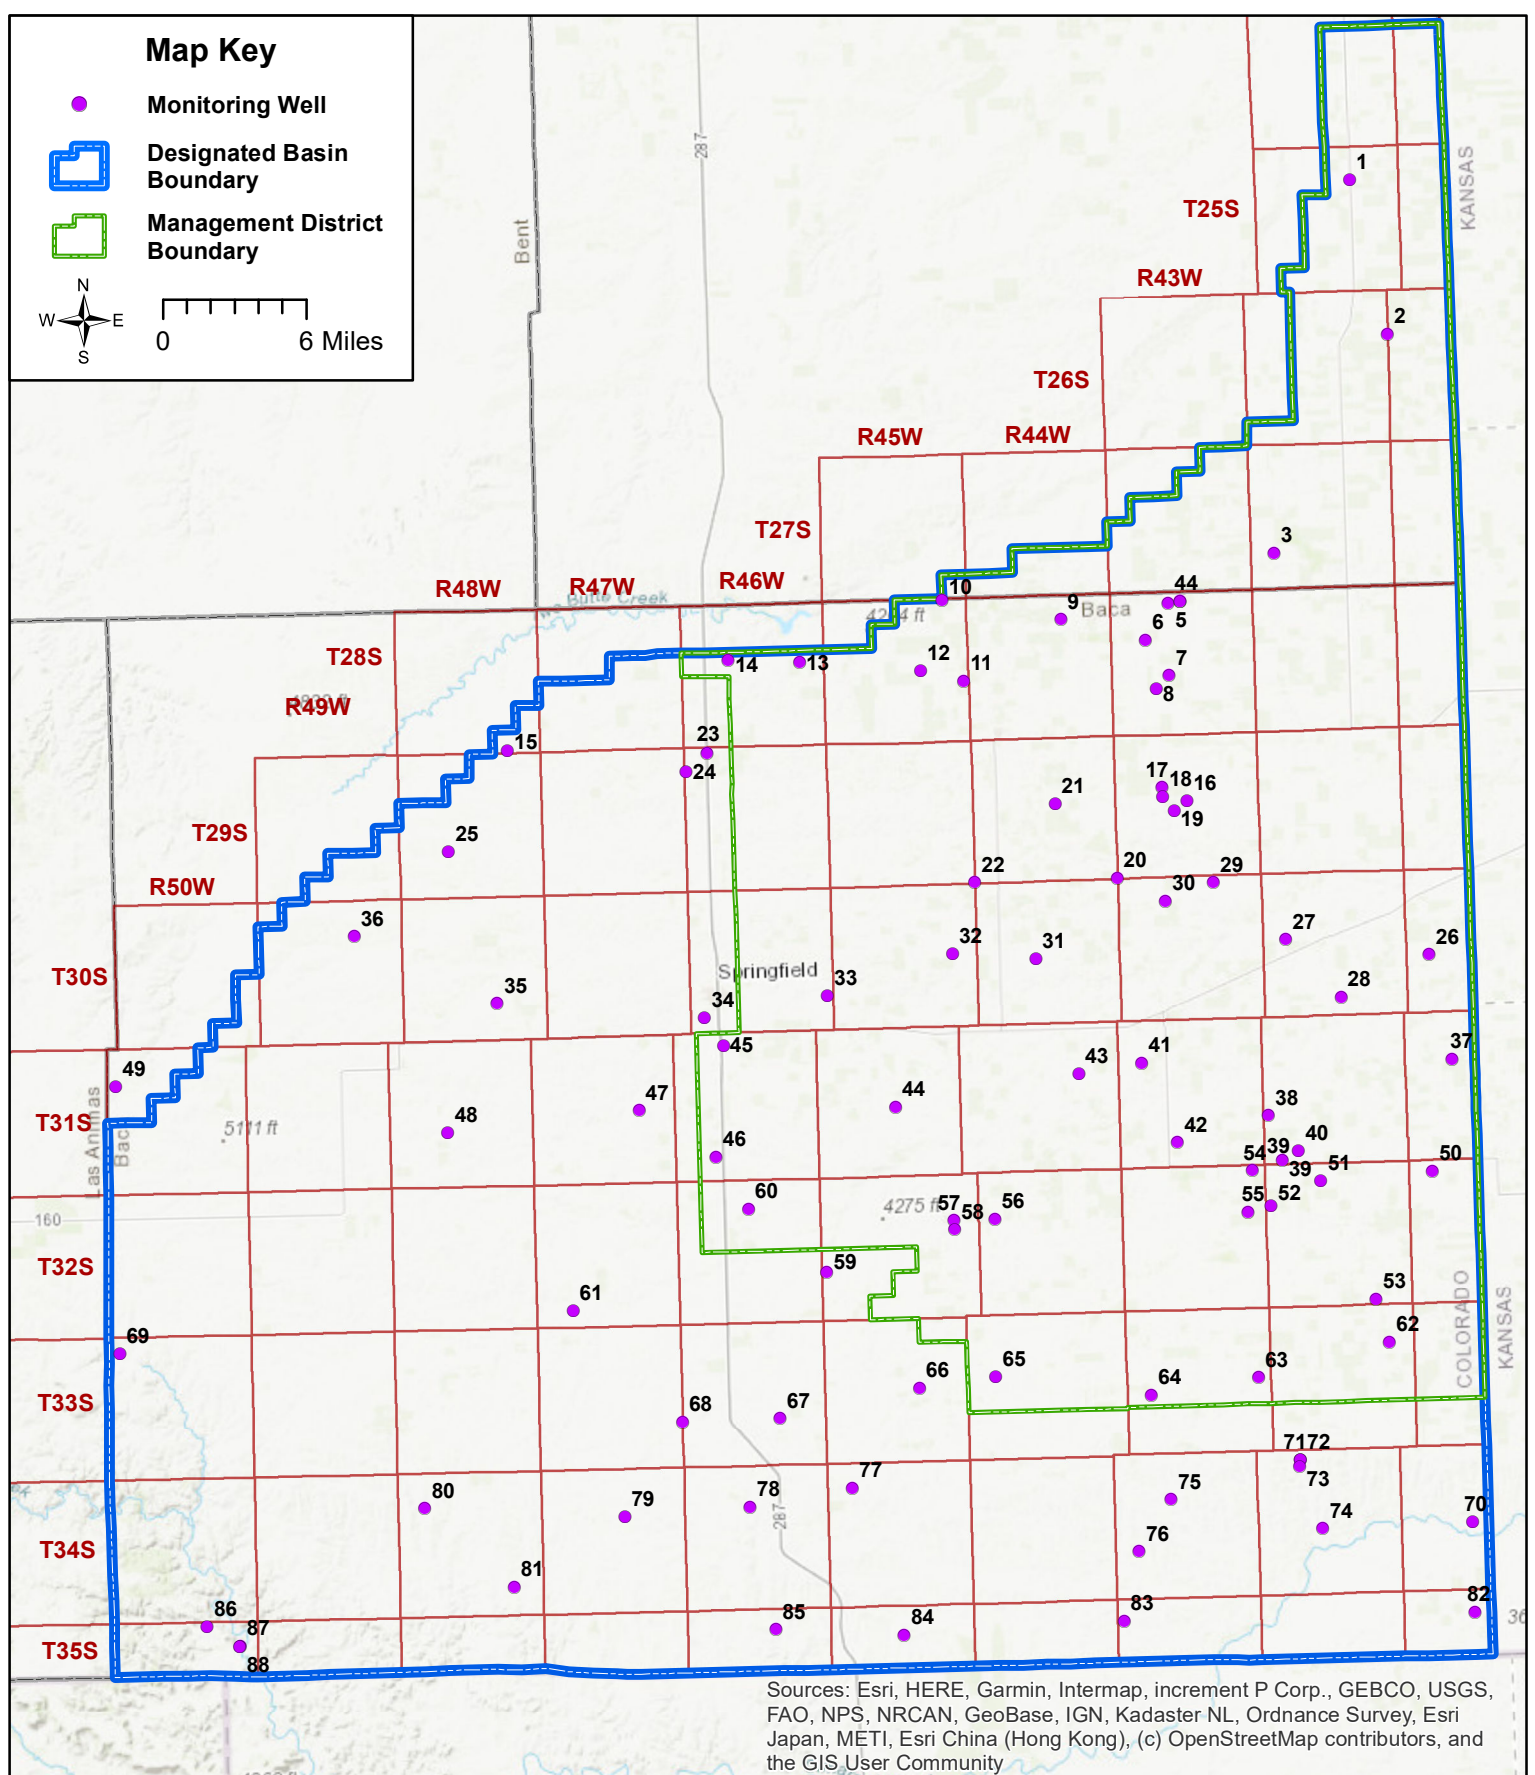 Map Key
Monitoring Well
Designated Basin
Boundary
Management District
Boundary
N
W E
S
0 6 Miles
287
Bent
KANSAS
1
T25S
R43W
2
T26S
R45W R44W
T27S
3
R48W R47W R46W
Butte Creek
10
44
9 Baca
6 5
T28S
14 13 12 11
7
8
R49W
15
23
24
17 18 16
21
19
T29S
25
22 20 29
30
R50W
36
27
26
32 31
T30S
Springfield
33
28
35
34
45
37
49
43 41
47
44
38
T31S
48
5111 ft
42
46
39 40
54 39 51 50
Las Animas
Baca
60
4275 ft
57 58 56
55 52
160
T32S
59
61
53
COLORADO
KANSAS
69
62
65
63
66
64
T33S
68 67
7172
73
77
80
79
78
75
74
70
287
T34S
76
81
86
87
88
85 84 83 82
T35S
Sources: Esri, HERE, Garmin, Intermap, increment P Corp., GEBCO, USGS,
FAO, NPS, NRCAN, GeoBase, IGN, Kadaster NL, Ordnance Survey, Esri
Japan, METI, Esri China (Hong Kong), (c) OpenStreetMap contributors, and
the GIS User Community